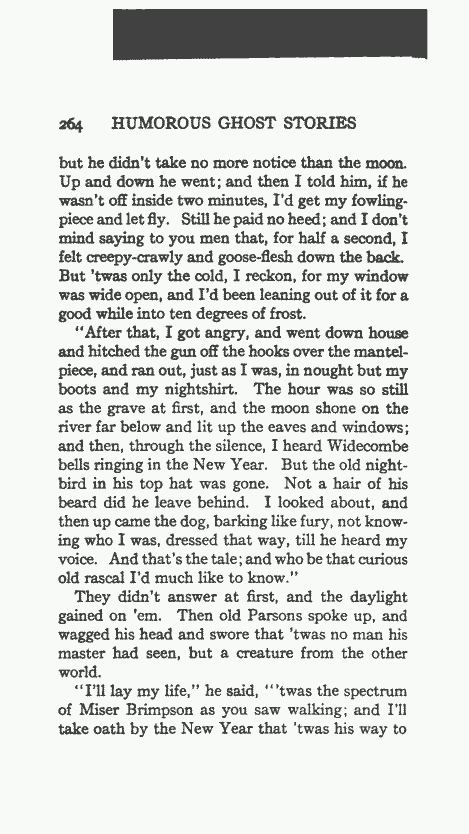 264 HUMOROUS GHOST STORIES
but he didn't take no more notice than the moon.
Up and down he went; and then I told him, if he
wasn't off inside two minutes, I'd get my fowling-
piece and let fly. Still he paid no heed; and I don't
mind saying to you men that, for half a second, I
felt creepy-crawly and goose-flesh down the back.
But 'twas only the cold, I reckon, for my window
was wide open, and I'd been leaning out of it for a
good while into ten degrees of frost.
"After that, I got angry, and went down house
and hitched the gun off the hooks over the mantel-
piece, and ran out, just as I was, in nought but my
boots and my nightshirt. The hour was so still
as the grave at first, and the moon shone on the
river far below and lit up the eaves and windows;
and then, through the silence, I heard Widecombe
bells ringing in the New Year. But the old night-
bird in his top hat was gone. Not a hair of his
beard did he leave behind. I looked about, and
then up came the dog, barking like fury, not know-
ing who I was, dressed that way, till he heard my
voice. And that's the tale; and who be that curious
old rascal I'd much like to know."
They didn't answer at first, and the daylight
gained on 'em. Then old Parsons spoke up, and
wagged his head and swore that 'twas no man his
master had seen, but a creature from the other
world.
"I'll lay my life," he said, "'twas the spectrum
of Miser Brimpson as you saw walking; and I'll
take oath by the New Year that 'twas his way to